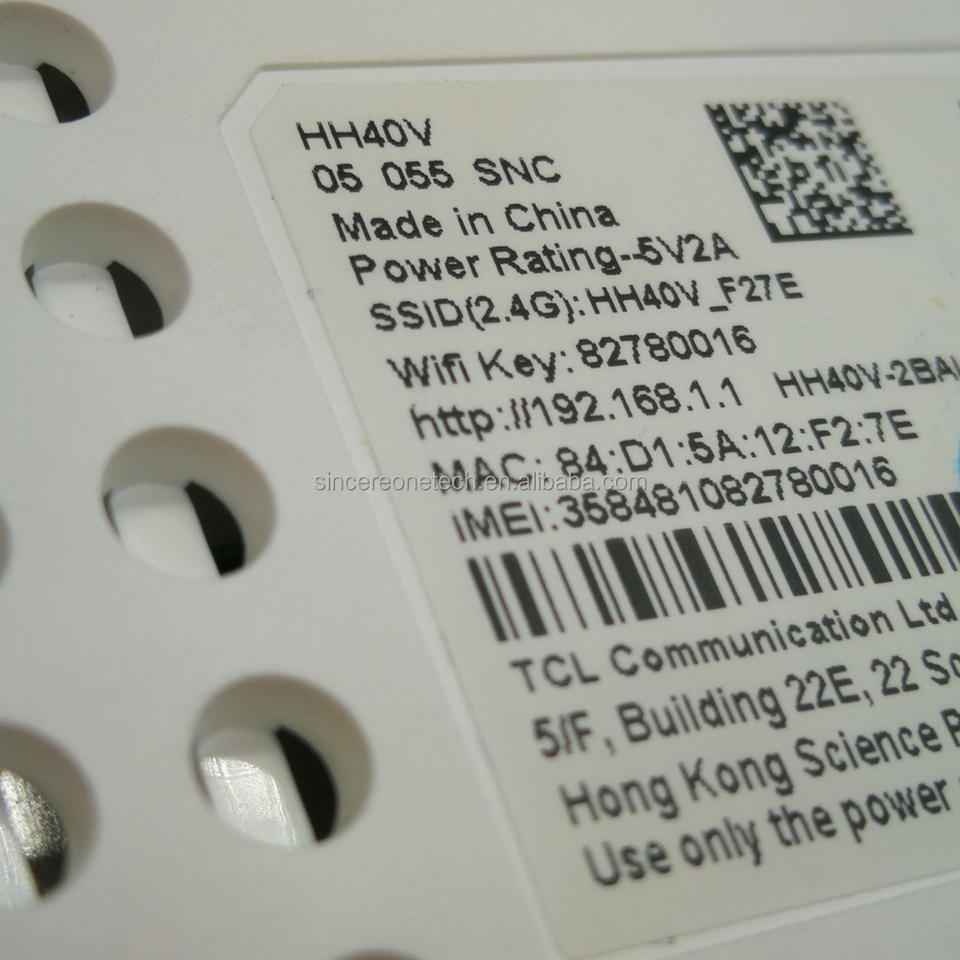 HH40V
05 055 SNC
Made in China
Power Rating--5V2A
SSID(2.4G):HH40V_F27E
Wifi Key: 82780016
http://192.168.1.1 HH40V-2BAL
MAC: 84:D1:5A:12:F2:7E
sincereonetech.en.alibaba.com
IMEI:358481082780016
TCL Communication Ltd
5/F, Building 22E, 22
Hong Kong Science
Use only the power